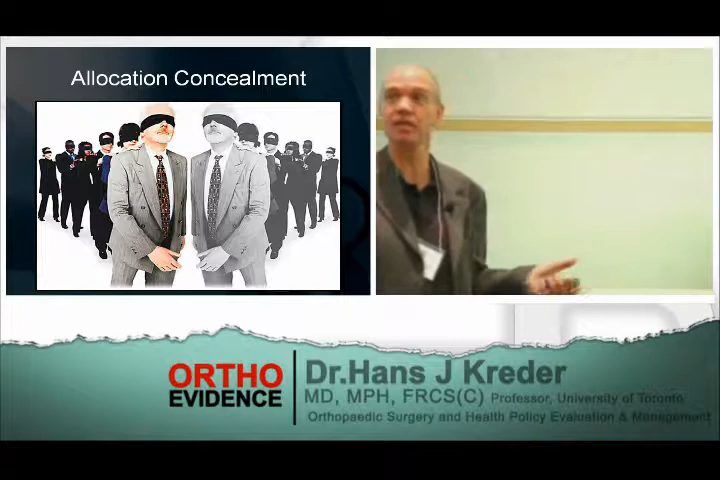 Allocation Concealment
ORTHO
EVIDENCE
Dr.Hans J Kreder
MD, MPH, FRCS(C) Professor, University of Toronto
Orthopaedic Surgery and Health Policy Evaluation & Management